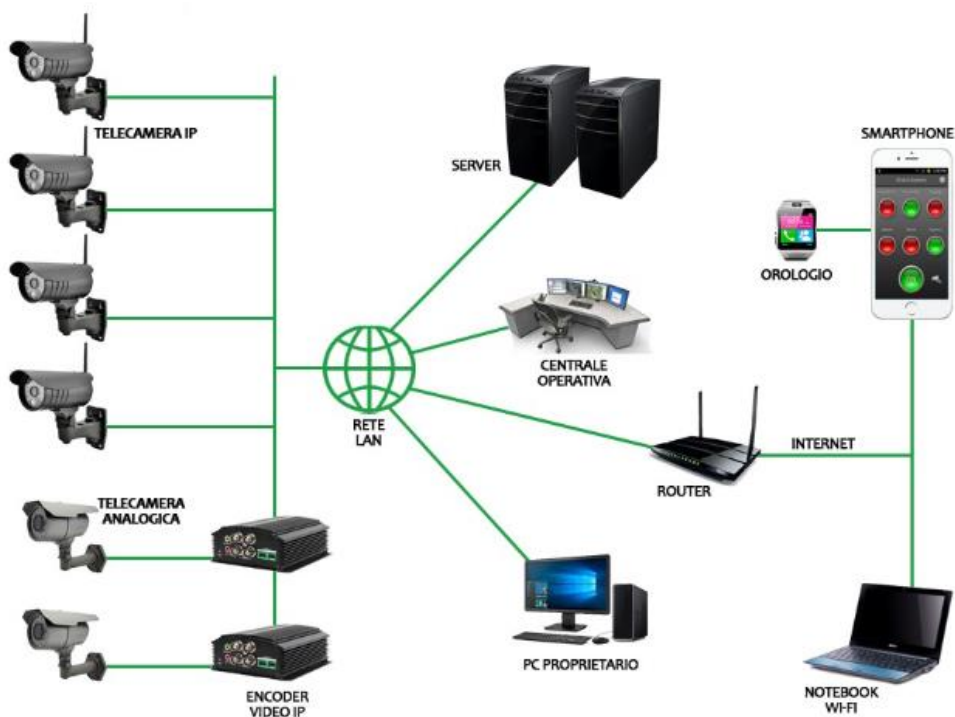 TELECAMERA IP
SERVER
SMARTPHONE
OROLOGIO
CENTRALE
OPERATIVA
RETE
LAN
INTERNET
ROUTER
TELECAMERA
ANALOGICA
PC PROPRIETARIO
ENCODER
VIDEO IP
NOTEBOOK
WI-FI